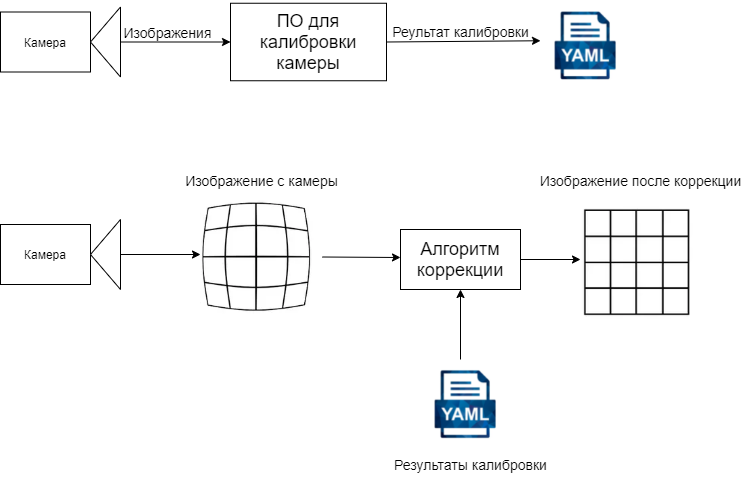 Камера
Изображения
ПО для
калибровки
камеры
Реультат калибровки
YAML
Изображение с камеры
Изображение после коррекции
Камера
Алгоритм
коррекции
YAML
Результаты калибровки